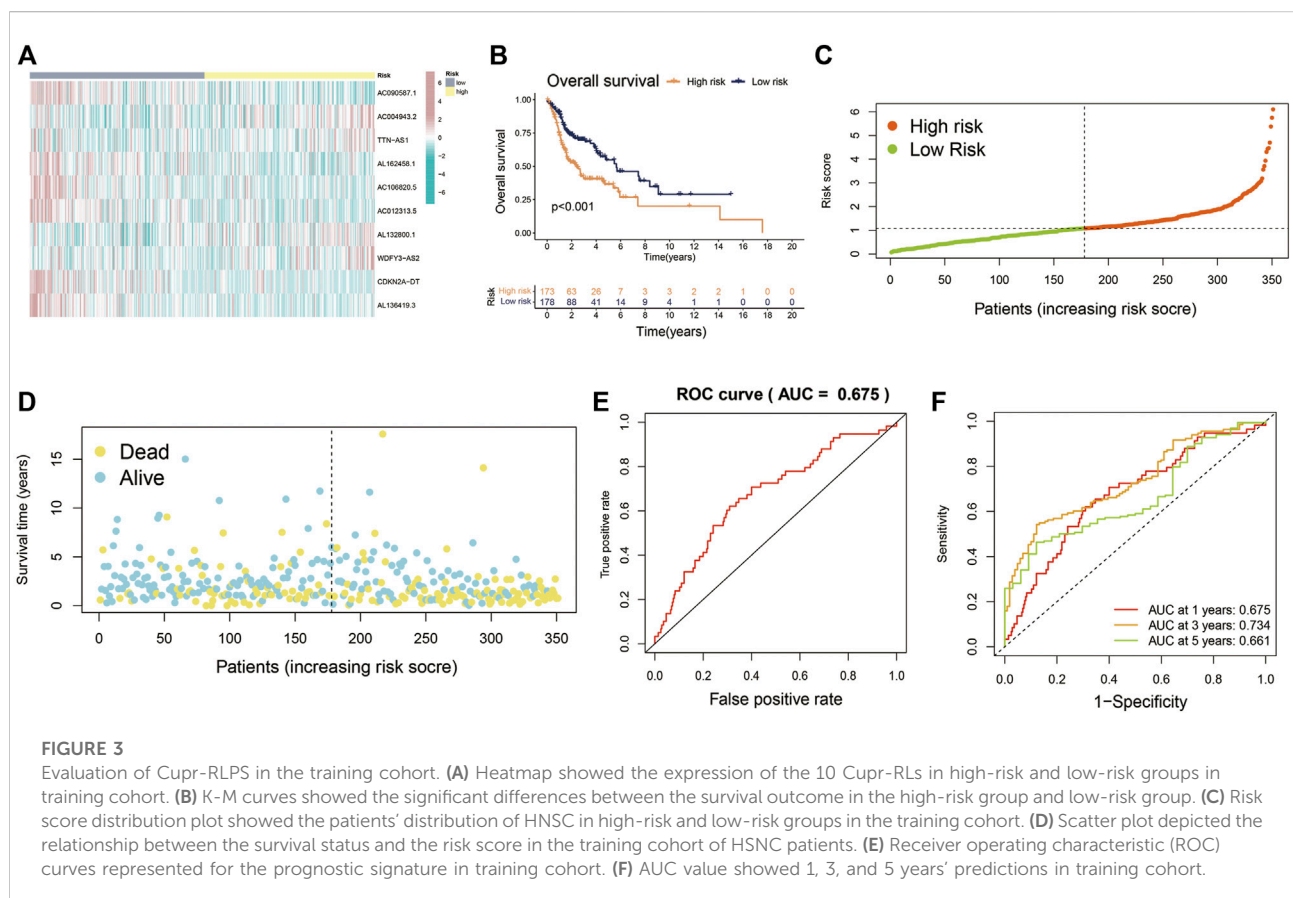 A
Risk
Risk
low
high
AC090587.1
AC004943.2
TTN-AS1
AL162458.1
AC106820.5
AC012313.5
AL132800.1
WDFY3-AS2
CDKN2A-DT
AL136419.3
6
4
2
0
-2
-4
-6
B
Overall survival High risk Low risk
Overall survival
1.00
0.75
0.50
0.25
0.00
p<0.001
0 2 4 6 8 10 12 14 16 18 20
Time(years)
Risk
High risk 173 63 26 7 3 3 2 2 1 0 0
Low risk 178 88 41 14 9 4 1 1 0 0 0
0 2 4 6 8 10 12 14 16 18 20
Time(years)
C
High risk
Low Risk
Risk score
6
5
4
3
2
1
0
0 50 100 150 200 250 300 350
Patients (increasing risk socre)
D
Dead
Alive
Survival time (years)
15
10
5
0
0 50 100 150 200 250 300 350
Patients (increasing risk socre)
E
ROC curve ( AUC = 0.675 )
True positive rate
1.0
0.8
0.6
0.4
0.2
0.0
0.0 0.2 0.4 0.6 0.8 1.0
False positive rate
F
Sensitivity
1.0
0.8
0.6
0.4
0.2
0.0
AUC at 1 years: 0.675
AUC at 3 years: 0.734
AUC at 5 years: 0.661
0.0 0.2 0.4 0.6 0.8 1.0
1−Specificity
FIGURE 3
Evaluation of Cupr-RLPS in the training cohort. (A) Heatmap showed the expression of the 10 Cupr-RLs in high-risk and low-risk groups in
training cohort. (B) K-M curves showed the significant differences between the survival outcome in the high-risk group and low-risk group. (C) Risk
score distribution plot showed the patients' distribution of HNSC in high-risk and low-risk groups in the training cohort. (D) Scatter plot depicted the
relationship between the survival status and the risk score in the training cohort of HSNC patients. (E) Receiver operating characteristic (ROC)
curves represented for the prognostic signature in training cohort. (F) AUC value showed 1, 3, and 5 years' predictions in training cohort.